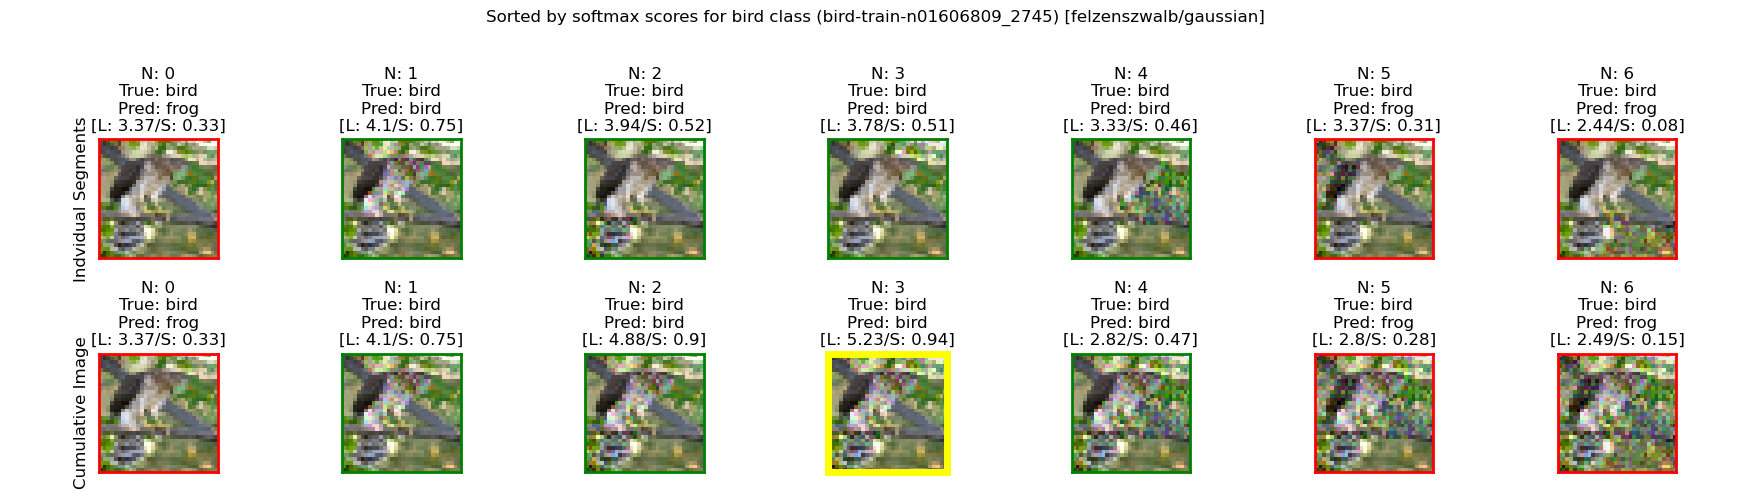 Sorted by softmax scores for bird class (bird-train-n01606809_2745) [felzenszwalb/gaussian]
Indvidual Segments
N: 0
True: bird
Pred: frog
[L: 3.37/S: 0.33]
N: 1
True: bird
Pred: bird
[L: 4.1/S: 0.75]
N: 2
True: bird
Pred: bird
[L: 3.94/S: 0.52]
N: 3
True: bird
Pred: bird
[L: 3.78/S: 0.51]
N: 4
True: bird
Pred: bird
[L: 3.33/S: 0.46]
N: 5
True: bird
Pred: frog
[L: 3.37/S: 0.31]
N: 6
True: bird
Pred: frog
[L: 2.44/S: 0.08]
Cumulative Image
N: 0
True: bird
Pred: frog
[L: 3.37/S: 0.33]
N: 1
True: bird
Pred: bird
[L: 4.1/S: 0.75]
N: 2
True: bird
Pred: bird
[L: 4.88/S: 0.9]
N: 3
True: bird
Pred: bird
[L: 5.23/S: 0.94]
N: 4
True: bird
Pred: bird
[L: 2.82/S: 0.47]
N: 5
True: bird
Pred: frog
[L: 2.8/S: 0.28]
N: 6
True: bird
Pred: frog
[L: 2.49/S: 0.15]